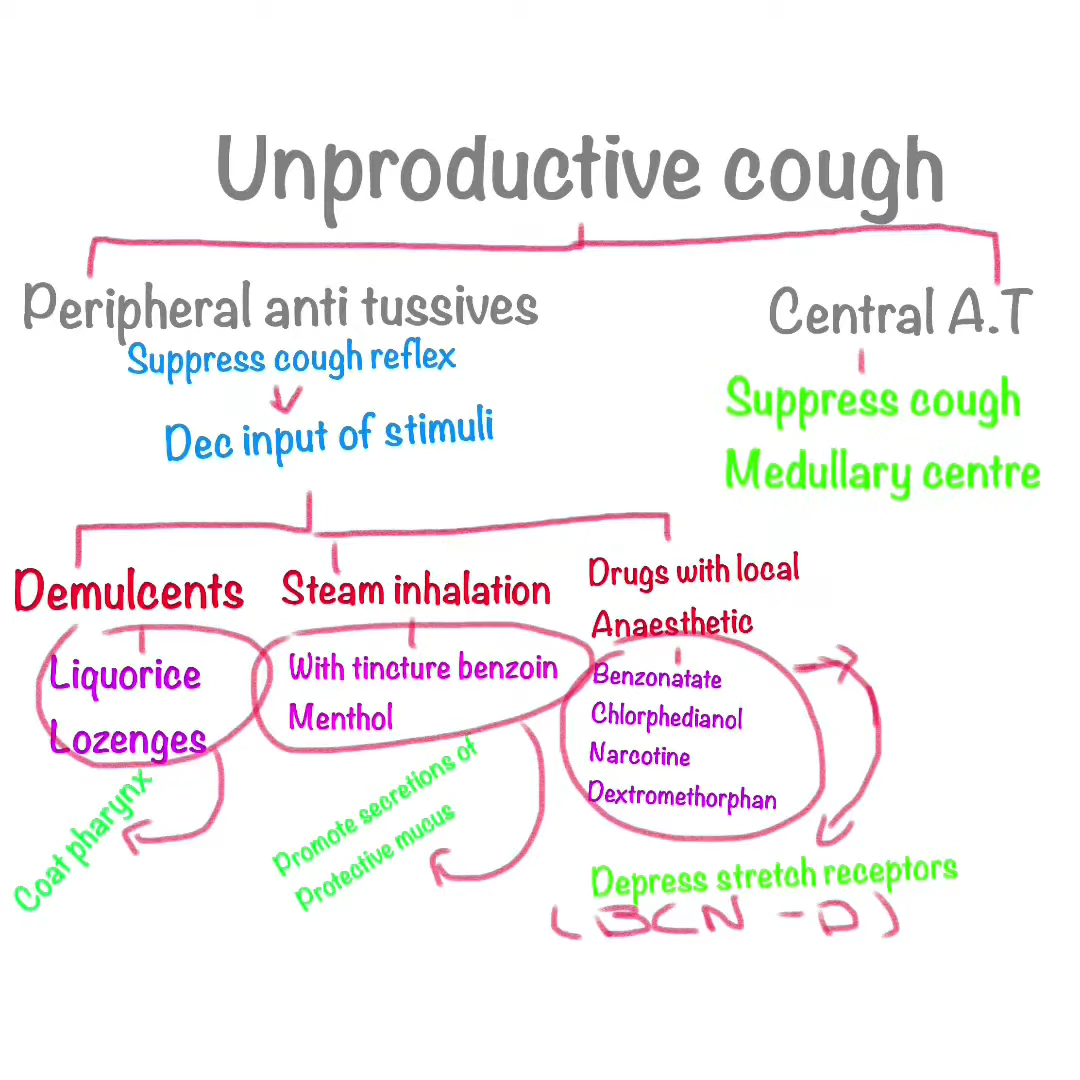 Unproductive cough
Peripheral anti tussives
Suppress cough reflex
Dec input of stimuli
Central A.T
Suppress cough
Medullary centre
Demulcents
Liquorice
Lozenges
Coat pharynx
Steam inhalation
With tincture benzoin
Menthol
Promote secretions of
Protective mucus
Drugs with local
Anaesthetic
Benzonatate
Chlorphedianol
Narcotine
Dextromethorphan
Depress stretch receptors
(BCN - D)